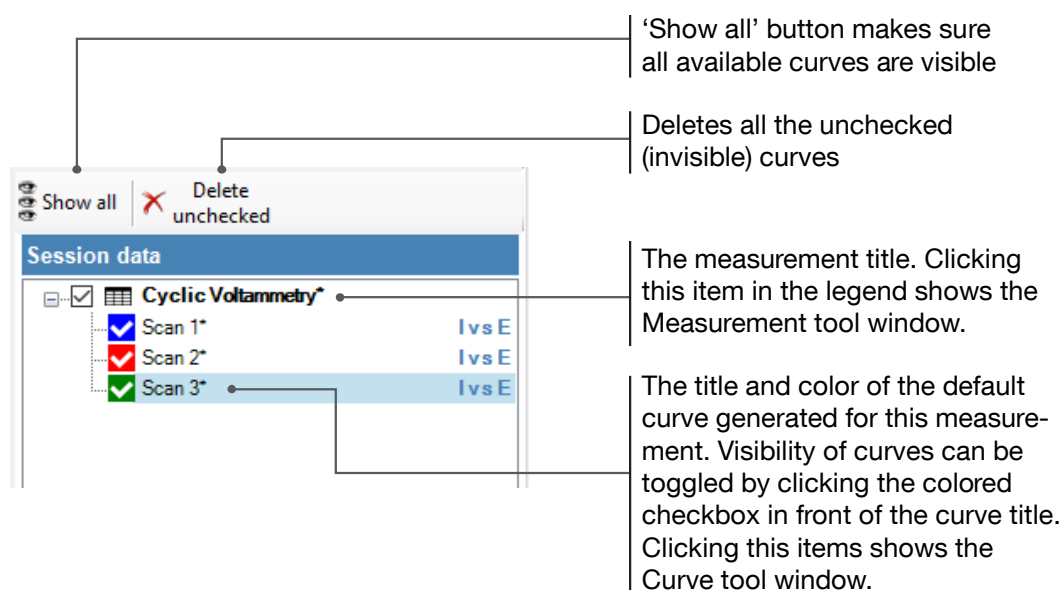 ‘Show all’ button makes sure
all available curves are visible
Deletes all the unchecked
(invisible) curves
Show all
Delete
unchecked
Session data
Cyclic Voltammetry*
Scan 1* I vs E
Scan 2* I vs E
Scan 3* I vs E
The measurement title. Clicking
this item in the legend shows the
Measurement tool window.
The title and color of the default
curve generated for this measure-
ment. Visibility of curves can be
toggled by clicking the colored
checkbox in front of the curve title.
Clicking this items shows the
Curve tool window.